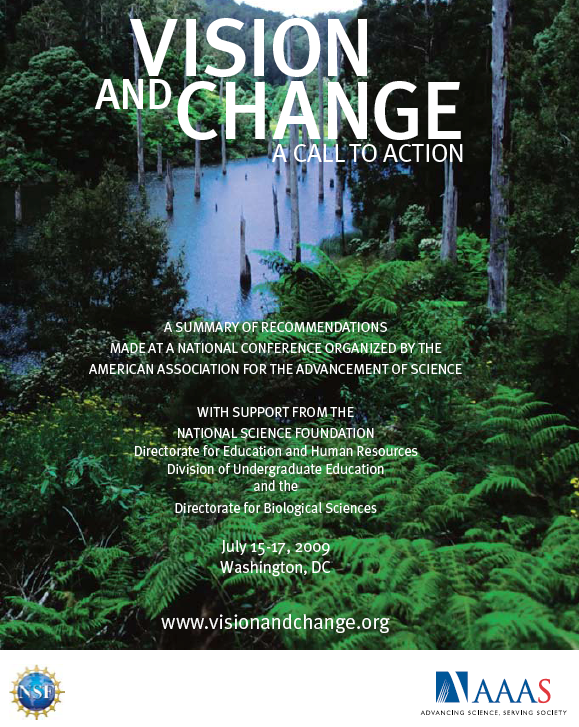 VISION
AND CHANGE
A CALL TO ACTION
A SUMMARY OF RECOMMENDATIONS
MADE AT A NATIONAL CONFERENCE ORGANIZED BY THE
AMERICAN ASSOCIATION FOR THE ADVANCEMENT OF SCIENCE
WITH SUPPORT FROM THE
NATIONAL SCIENCE FOUNDATION
Directorate for Education and Human Resources
Division of Undergraduate Education
and the
Directorate for Biological Sciences
July 15-17, 2009
Washington, DC
www.visionandchange.org
NSF
AAAS
ADVANCING SCIENCE, SERVING SOCIETY